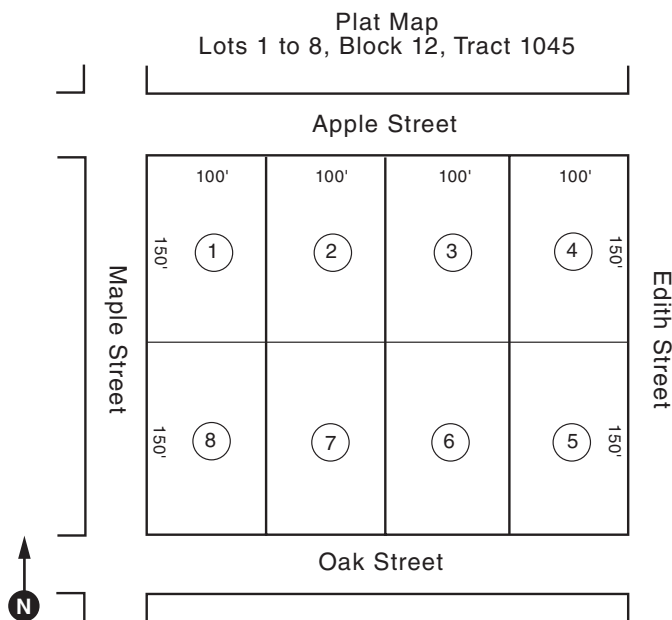 Plat Map
Lots 1 to 8, Block 12, Tract 1045
Apple Street
100' 100' 100' 100'
150' 1 2 3 4 150'
Maple Street
Edith Street
150' 8 7 6 5 150'
Oak Street
N